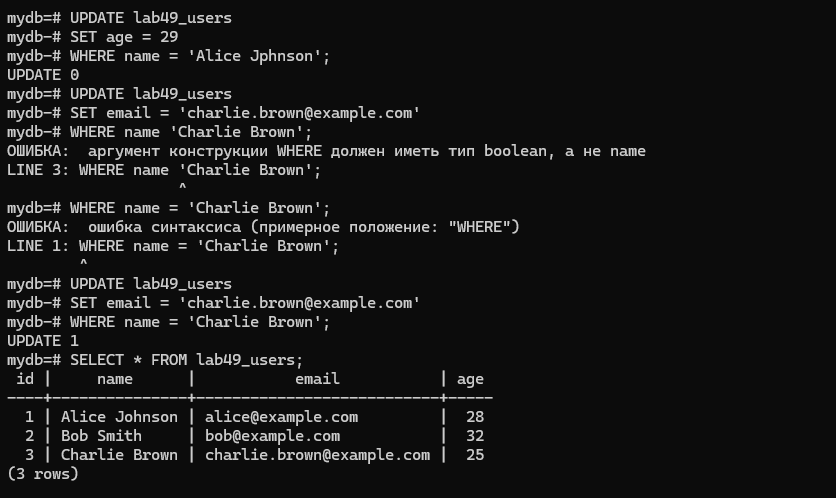 mydb=# UPDATE lab49_users
mydb-# SET age = 29
mydb-# WHERE name = 'Alice Jphnson';
UPDATE 0
mydb=# UPDATE lab49_users
mydb-# SET email = 'charlie.brown@example.com'
mydb-# WHERE name 'Charlie Brown';
ОШИБКА:  аргумент конструкции WHERE должен иметь тип boolean, а не name
LINE 3: WHERE name 'Charlie Brown';
                   ^
mydb=# WHERE name = 'Charlie Brown';
ОШИБКА:  ошибка синтаксиса (примерное положение: "WHERE")
LINE 1: WHERE name = 'Charlie Brown';
        ^
mydb=# UPDATE lab49_users
mydb-# SET email = 'charlie.brown@example.com'
mydb-# WHERE name = 'Charlie Brown';
UPDATE 1
mydb=# SELECT * FROM lab49_users;
 id |     name      |           email           | age
----+---------------+---------------------------+-----
  1 | Alice Johnson | alice@example.com         |  28
  2 | Bob Smith     | bob@example.com           |  32
  3 | Charlie Brown | charlie.brown@example.com |  25
(3 rows)